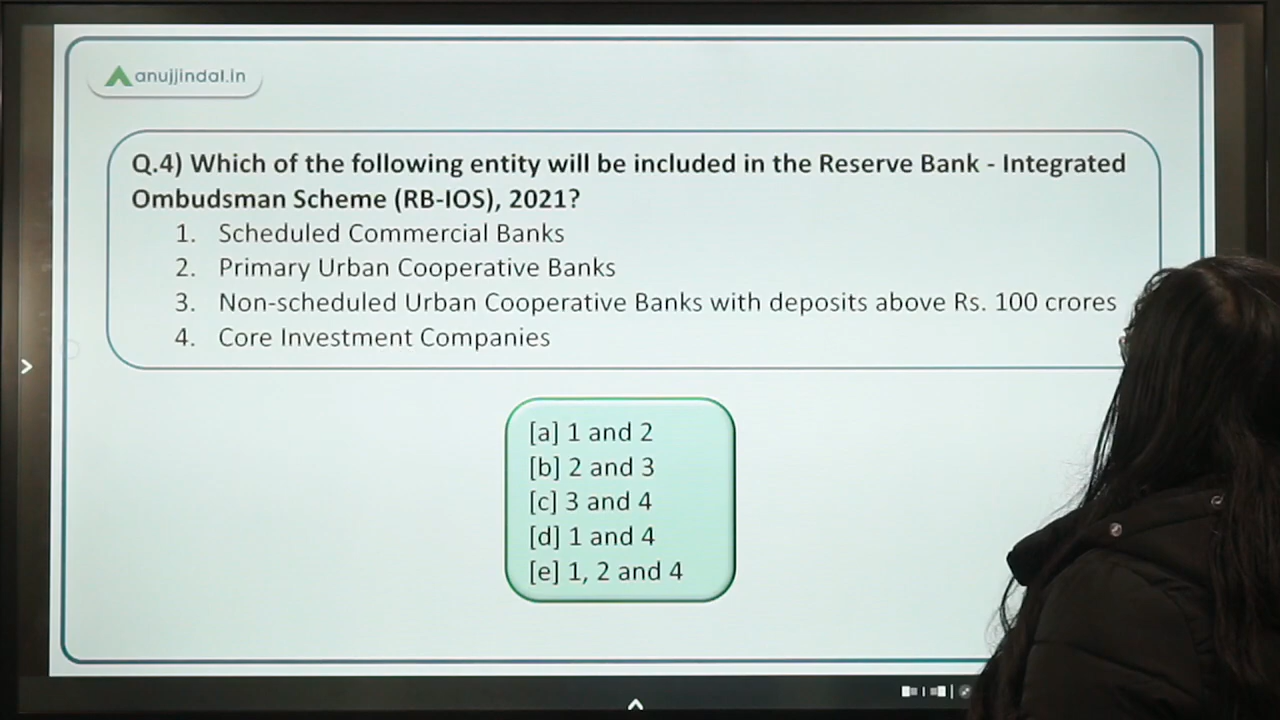 anujjindal.in
Q.4) Which of the following entity will be included in the Reserve Bank - Integrated
Ombudsman Scheme (RB-IOS), 2021?
1. Scheduled Commercial Banks
2. Primary Urban Cooperative Banks
3. Non-scheduled Urban Cooperative Banks with deposits above Rs. 100 crores
4. Core Investment Companies
[a] 1 and 2
[b] 2 and 3
[c] 3 and 4
[d] 1 and 4
[e] 1, 2 and 4